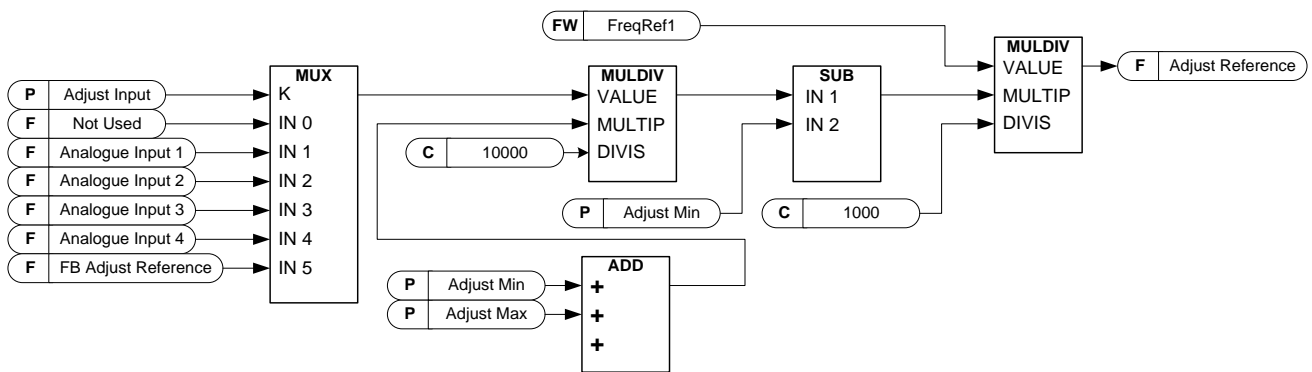 FW FreqRef1
MUX
P Adjust Input
K
F Not Used
IN 0
F Analogue Input 1
IN 1
F Analogue Input 2
IN 2
F Analogue Input 3
IN 3
F Analogue Input 4
IN 4
F FB Adjust Reference
IN 5
MULDIV
VALUE
MULTIP
C 10000
DIVIS
SUB
IN 1
IN 2
P Adjust Min
C 1000
MULDIV
VALUE
MULTIP
DIVIS
F Adjust Reference
ADD
P Adjust Min
+
P Adjust Max
+
+